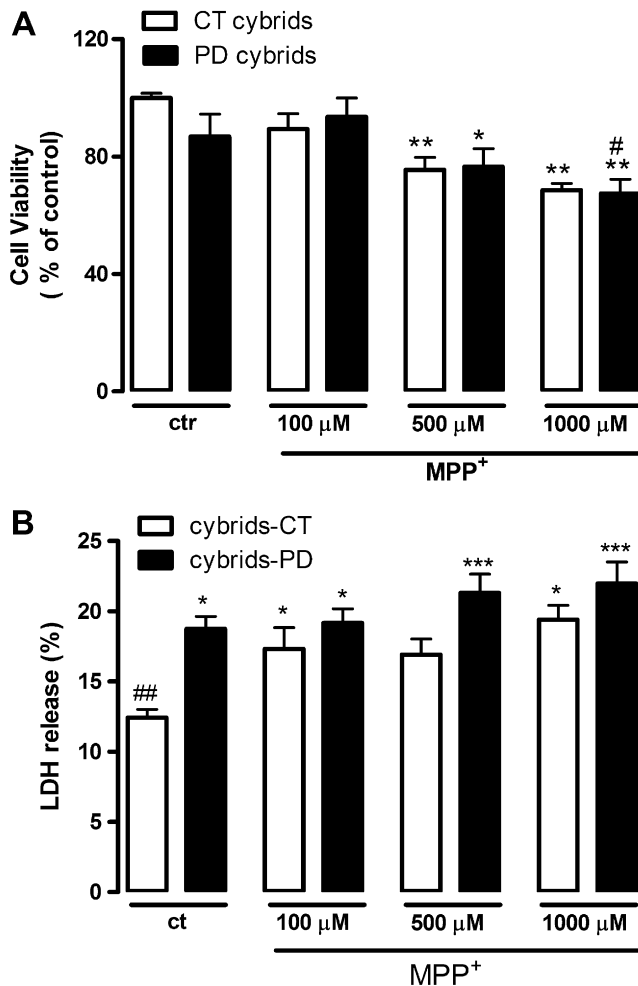 A
CT cybrids
PD cybrids
Cell Viability
( % of control)
120
80
40
0
** * ** # **
ctr 100 μM 500 μM 1000 μM
MPP+
B
cybrids-CT
cybrids-PD
LDH release (%)
25
20
15
10
5
0
## * * * *** * ***
ct 100 μM 500 μM 1000 μM
MPP+